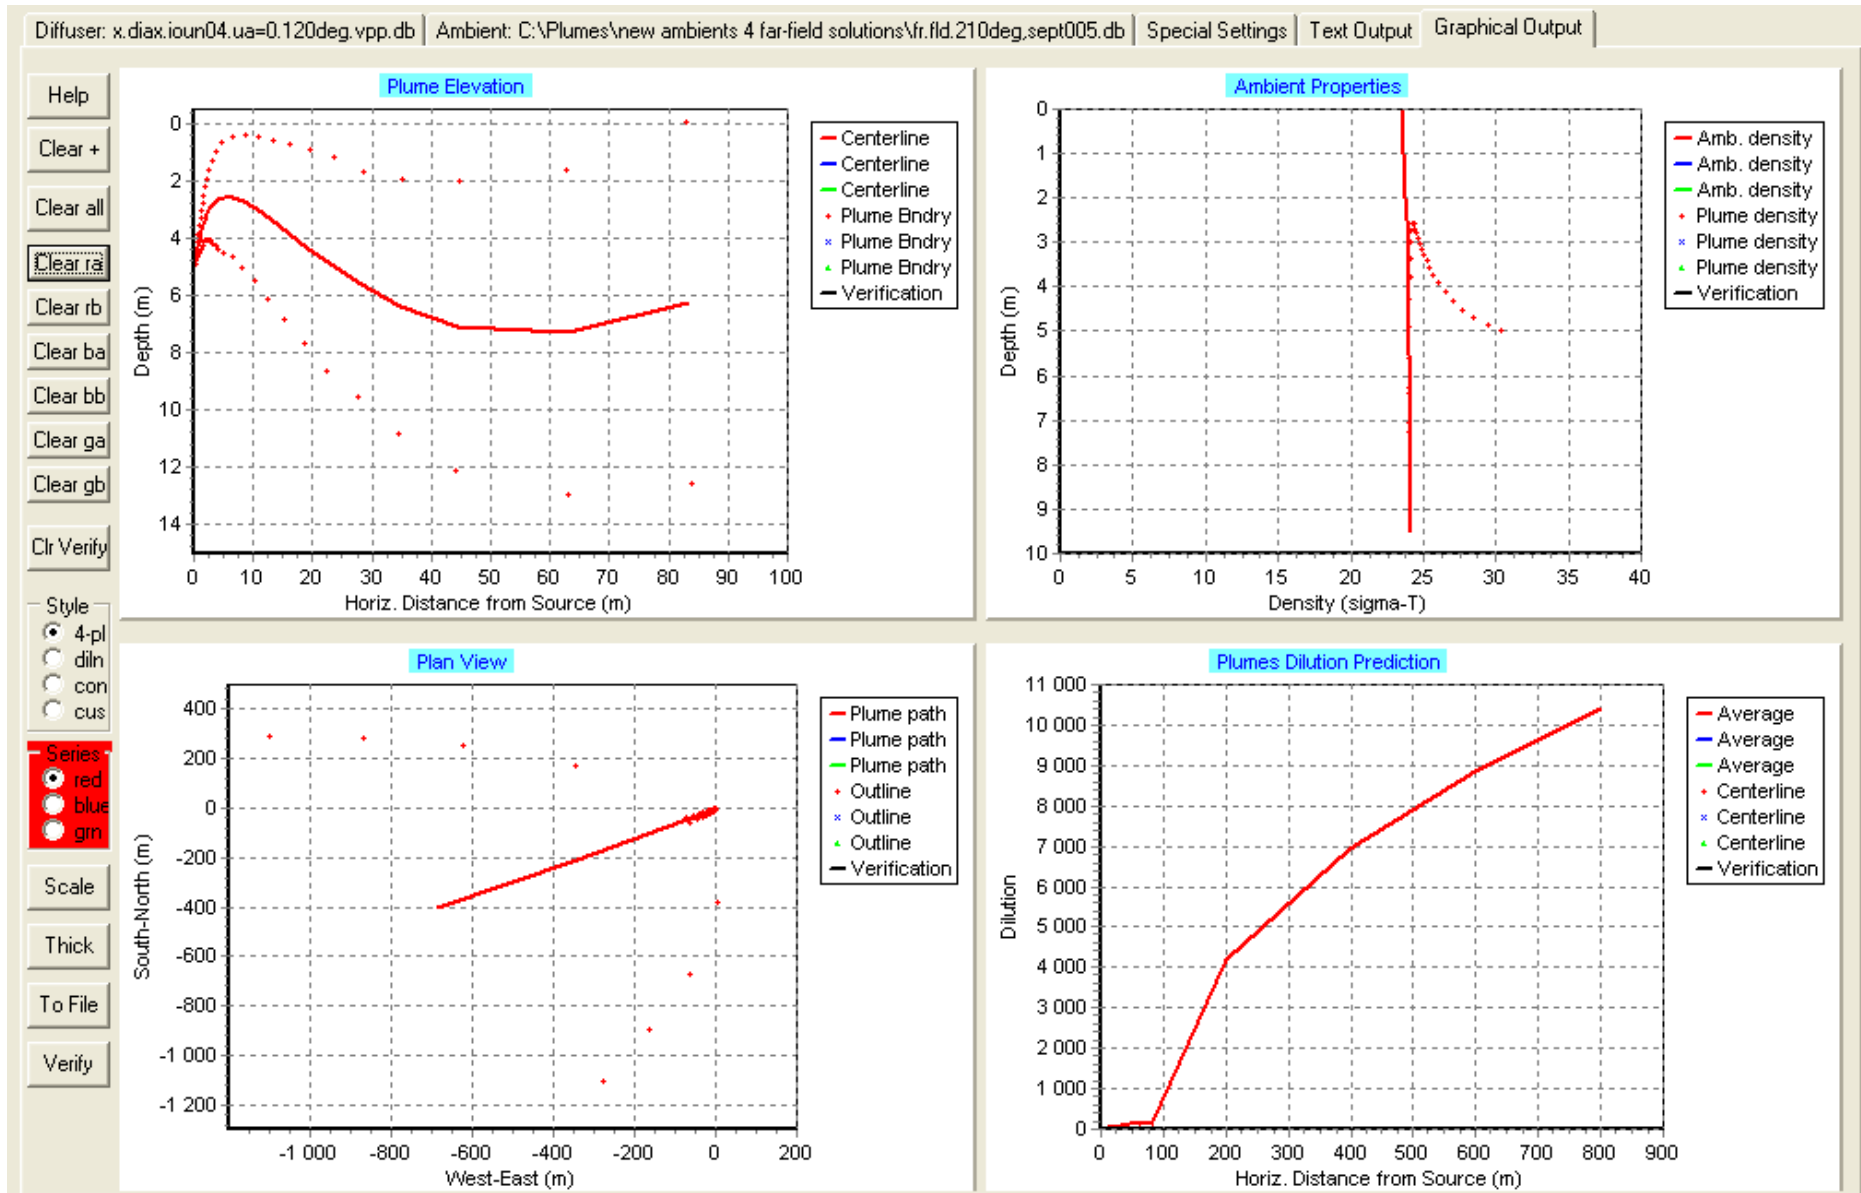 Diffuser: x.diax.ioun04.ua=0.120deg.vpp.db
Ambient: C:\Plumes\new ambients 4 far-field solutions\fr.fld.210deg,sept005.db
Special Settings
Text Output
Graphical Output
Help
Clear +
Clear all
Clear ra
Clear rb
Clear ba
Clear bb
Clear ga
Clear gb
Clr Verify
Style
4-pl
diln
con
cus
Series
red
blue
grn
Scale
Thick
To File
Verify
Plume Elevation
0
2
4
6
8
10
12
14
Depth (m)
0 10 20 30 40 50 60 70 80 90 100
Horiz. Distance from Source (m)
Centerline
Centerline
Centerline
Plume Bndry
Plume Bndry
Plume Bndry
Verification
Ambient Properties
0
1
2
3
4
5
6
7
8
9
10
Depth (m)
0 5 10 15 20 25 30 35 40
Density (sigma-T)
Amb. density
Amb. density
Amb. density
Plume density
Plume density
Plume density
Verification
Plan View
400
200
0
-200
-400
-600
-800
-1 000
-1 200
South-North (m)
-1 000 -800 -600 -400 -200 0 200
West-East (m)
Plume path
Plume path
Plume path
Outline
Outline
Outline
Verification
Plumes Dilution Prediction
11 000
10 000
9 000
8 000
7 000
6 000
5 000
4 000
3 000
2 000
1 000
0
Dilution
0 100 200 300 400 500 600 700 800 900
Horiz. Distance from Source (m)
Average
Average
Average
Centerline
Centerline
Centerline
Verification